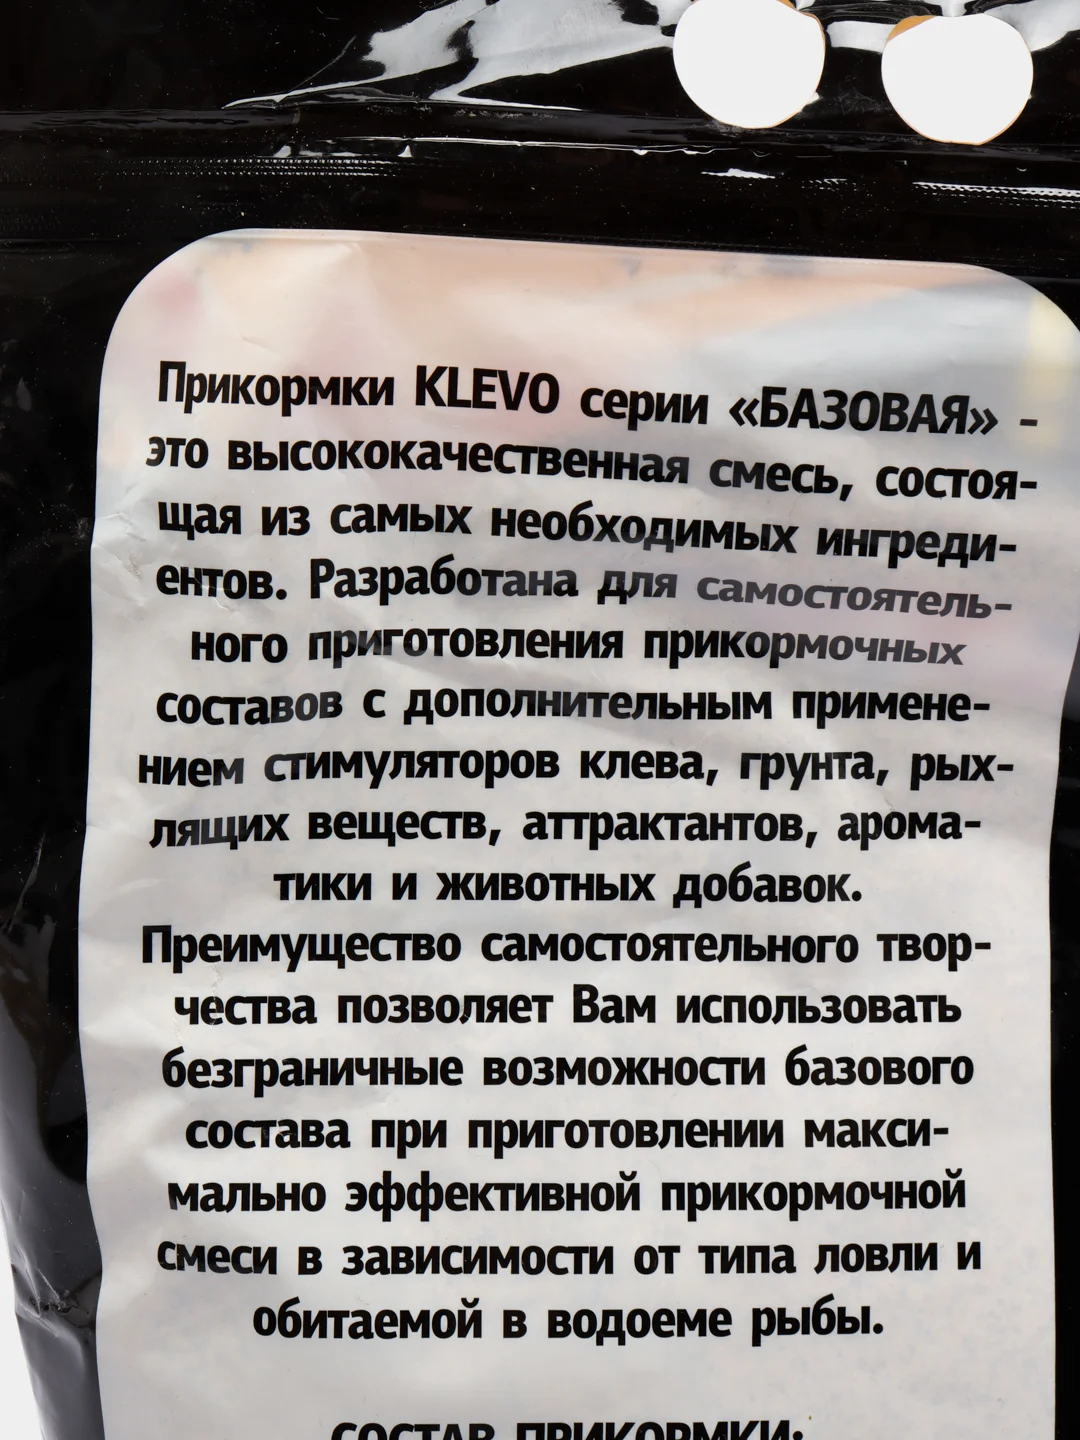 Прикормки KLEVO серии «БАЗОВАЯ» -
это высококачественная смесь, состоя-
щая из самых необходимых ингреди-
ентов. Разработана для самостоятель-
ного приготовления прикормочных
составов с дополнительным примене-
нием стимуляторов клева, грунта, рых-
лящих веществ, аттрактантов, арома-
тики и животных добавок.
Преимущество самостоятельного твор-
чества позволяет Вам использовать
безграничные возможности базового
состава при приготовлении макси-
мально эффективной прикормочной
смеси в зависимости от типа ловли и
обитаемой в водоеме рыбы.
СОСТАВ ПРИКОРМКИ: